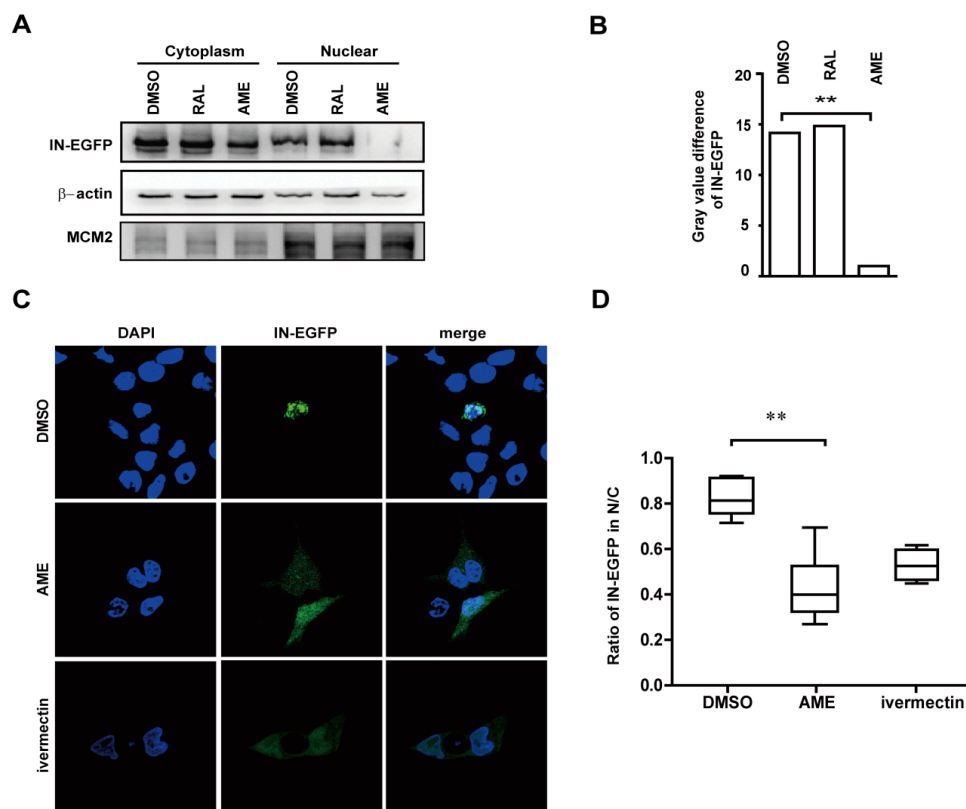 A
Cytoplasm Nuclear
DMSO RAL AME DMSO RAL AME
IN-EGFP
β-actin
MCM2
B
DMSO RAL AME
**
20
15
10
5
0
Gray value difference
of IN-EGFP
C
DAPI IN-EGFP merge
DMSO
AME
ivermectin
D
**
1.0
0.8
0.6
0.4
0.2
0.0
Ratio of IN-EGFP in N/C
DMSO AME ivermectin